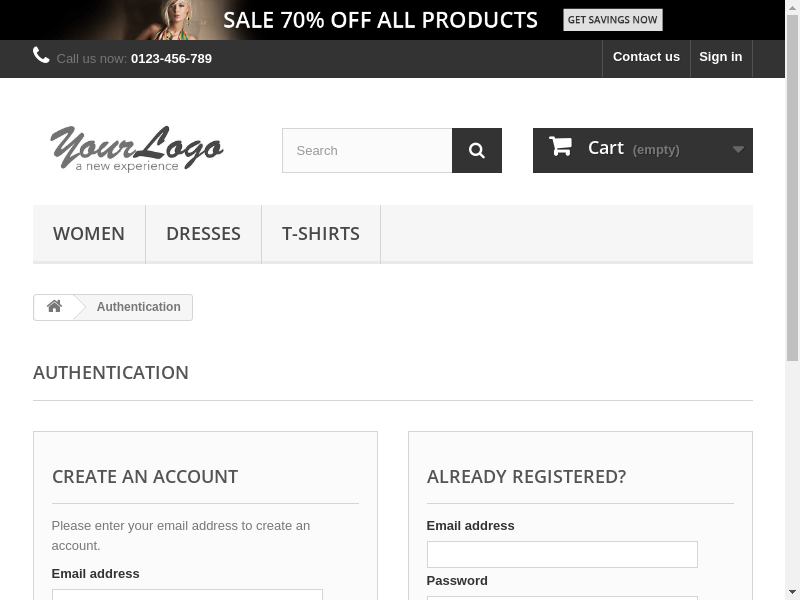 SALE 70% OFF ALL PRODUCTS GET SAVINGS NOW
Call us now: 0123-456-789 Contact us Sign in
YourLogo
a new experience
Search
Cart (empty)
WOMEN DRESSES T-SHIRTS
Authentication
AUTHENTICATION
CREATE AN ACCOUNT
Please enter your email address to create an
account.
Email address
ALREADY REGISTERED?
Email address
Password